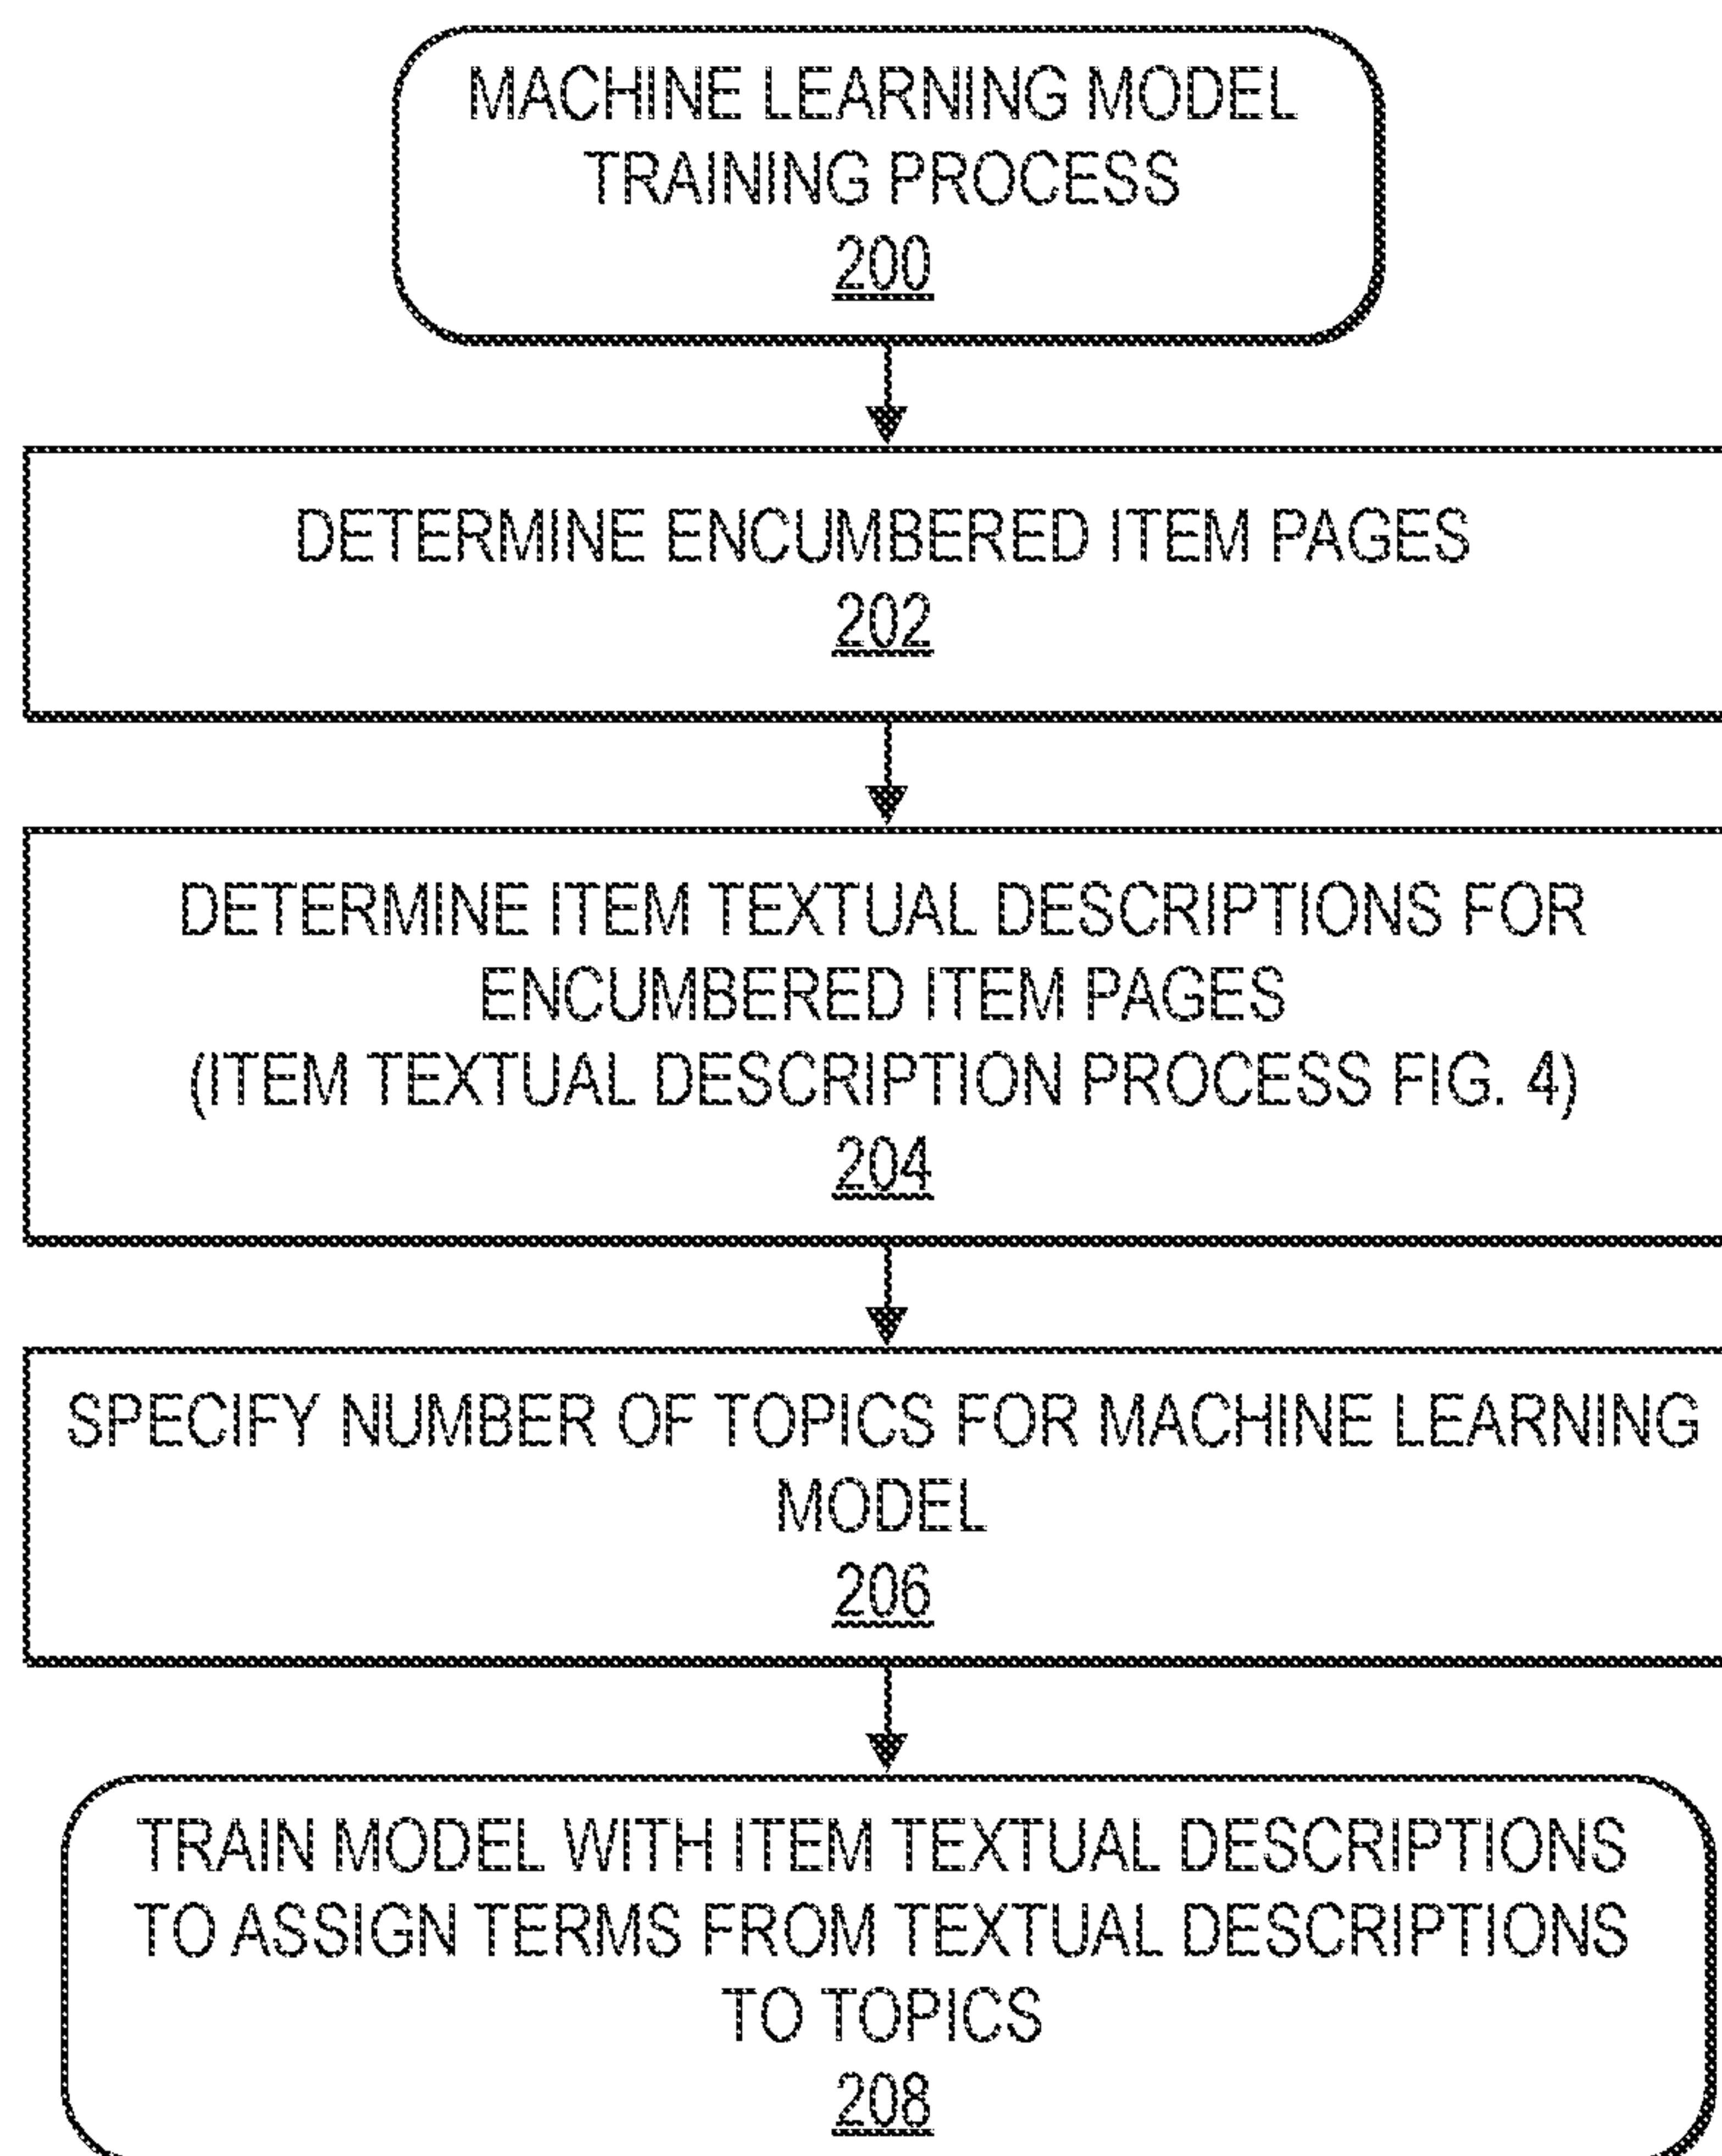 MACHINE LEARNING MODEL
TRAINING PROCESS
200
DETERMINE ENCUMBERED ITEM PAGES
202
DETERMINE ITEM TEXTUAL DESCRIPTIONS FOR
ENCUMBERED ITEM PAGES
(ITEM TEXTUAL DESCRIPTION PROCESS FIG. 4)
204
SPECIFY NUMBER OF TOPICS FOR MACHINE LEARNING
MODEL
206
TRAIN MODEL WITH ITEM TEXTUAL DESCRIPTIONS
TO ASSIGN TERMS FROM TEXTUAL DESCRIPTIONS
TO TOPICS
208